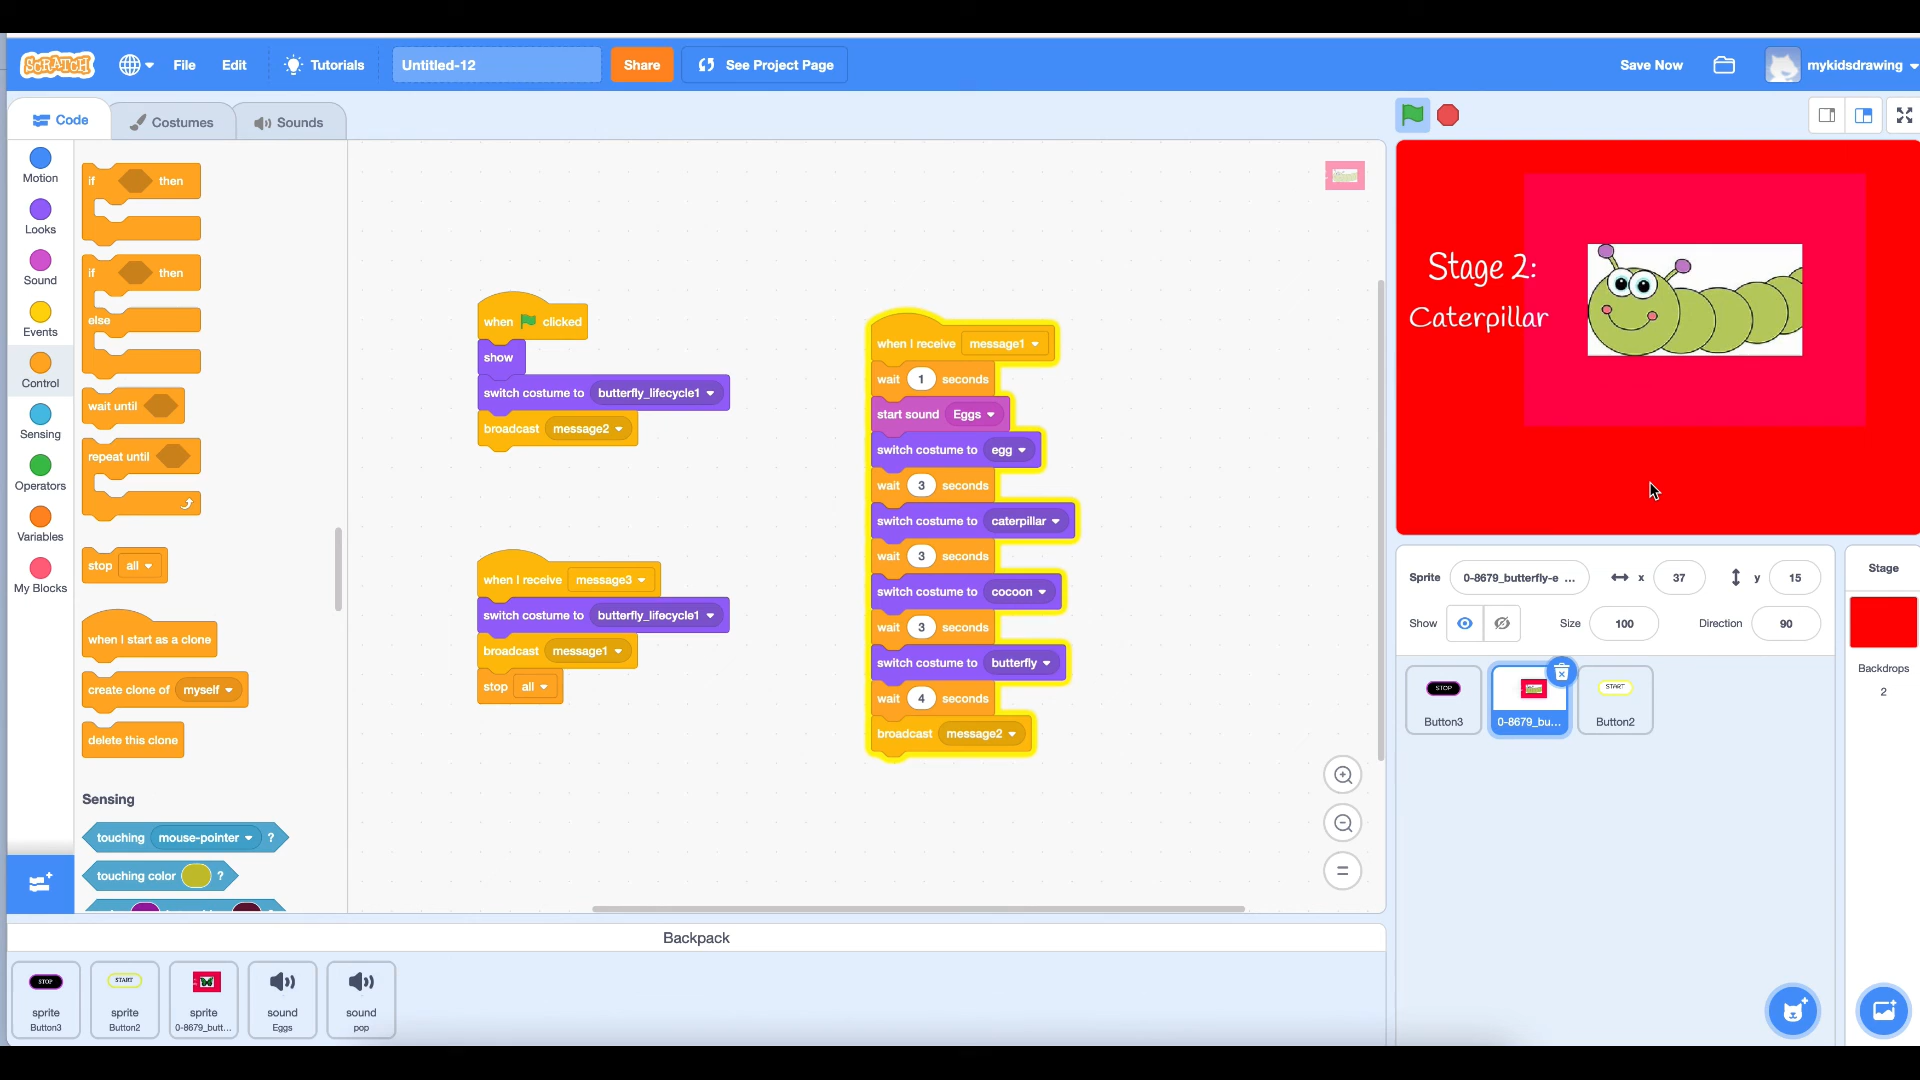 SCRATCH File Edit Tutorials Untitled-12 Share See Project Page Save Now mykidsdrawing
Code Costumes Sounds
Motion
Looks
Sound
Events
Control
Sensing
Operators
Variables
My Blocks
if then
if then
else
wait until
repeat until
stop all
when I start as a clone
create clone of myself
delete this clone
Sensing
touching mouse-pointer ?
touching color ?
when clicked
show
switch costume to butterfly_lifecycle1
broadcast message2
when I receive message3
switch costume to butterfly_lifecycle1
broadcast message1
stop all
when I receive message1
wait 1 seconds
start sound Eggs
switch costume to egg
wait 3 seconds
switch costume to caterpillar
wait 3 seconds
switch costume to cocoon
wait 3 seconds
switch costume to butterfly
wait 4 seconds
broadcast message2
Stage 2:
Caterpillar
Sprite 0-8679_butterfly-e ... x 37 y 15
Show Size 100 Direction 90
STOP
Button3
0-8679_bu...
START
Button2
Stage
Backdrops
2
Backpack
STOP
sprite
Button3
START
sprite
Button2
sprite
0-8679_butt...
sound
Eggs
sound
pop